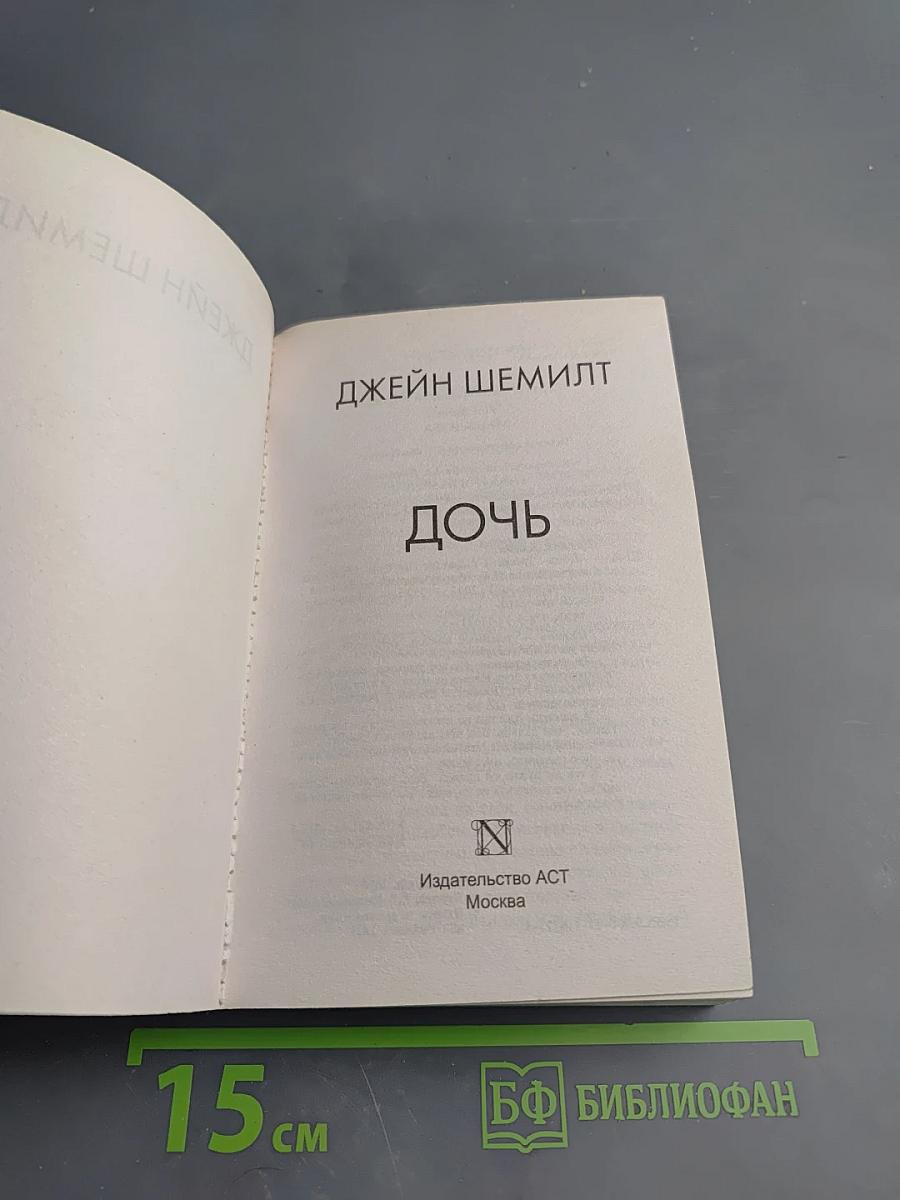 ДЖЕЙН ШЕМИЛТ
ДОЧЬ
N
Издательство АСТ
Москва
15 см
БФ БИБЛИОФАН